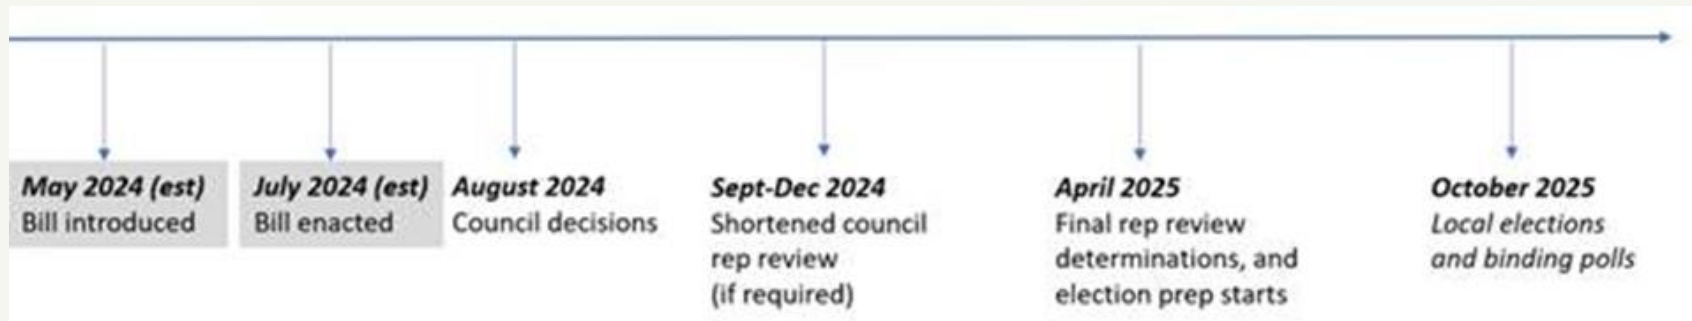 May 2024 (est)
Bill introduced
July 2024 (est)
Bill enacted
August 2024
Council decisions
Sept-Dec 2024
Shortened council
rep review
(if required)
April 2025
Final rep review
determinations, and
election prep starts
October 2025
Local elections
and binding polls